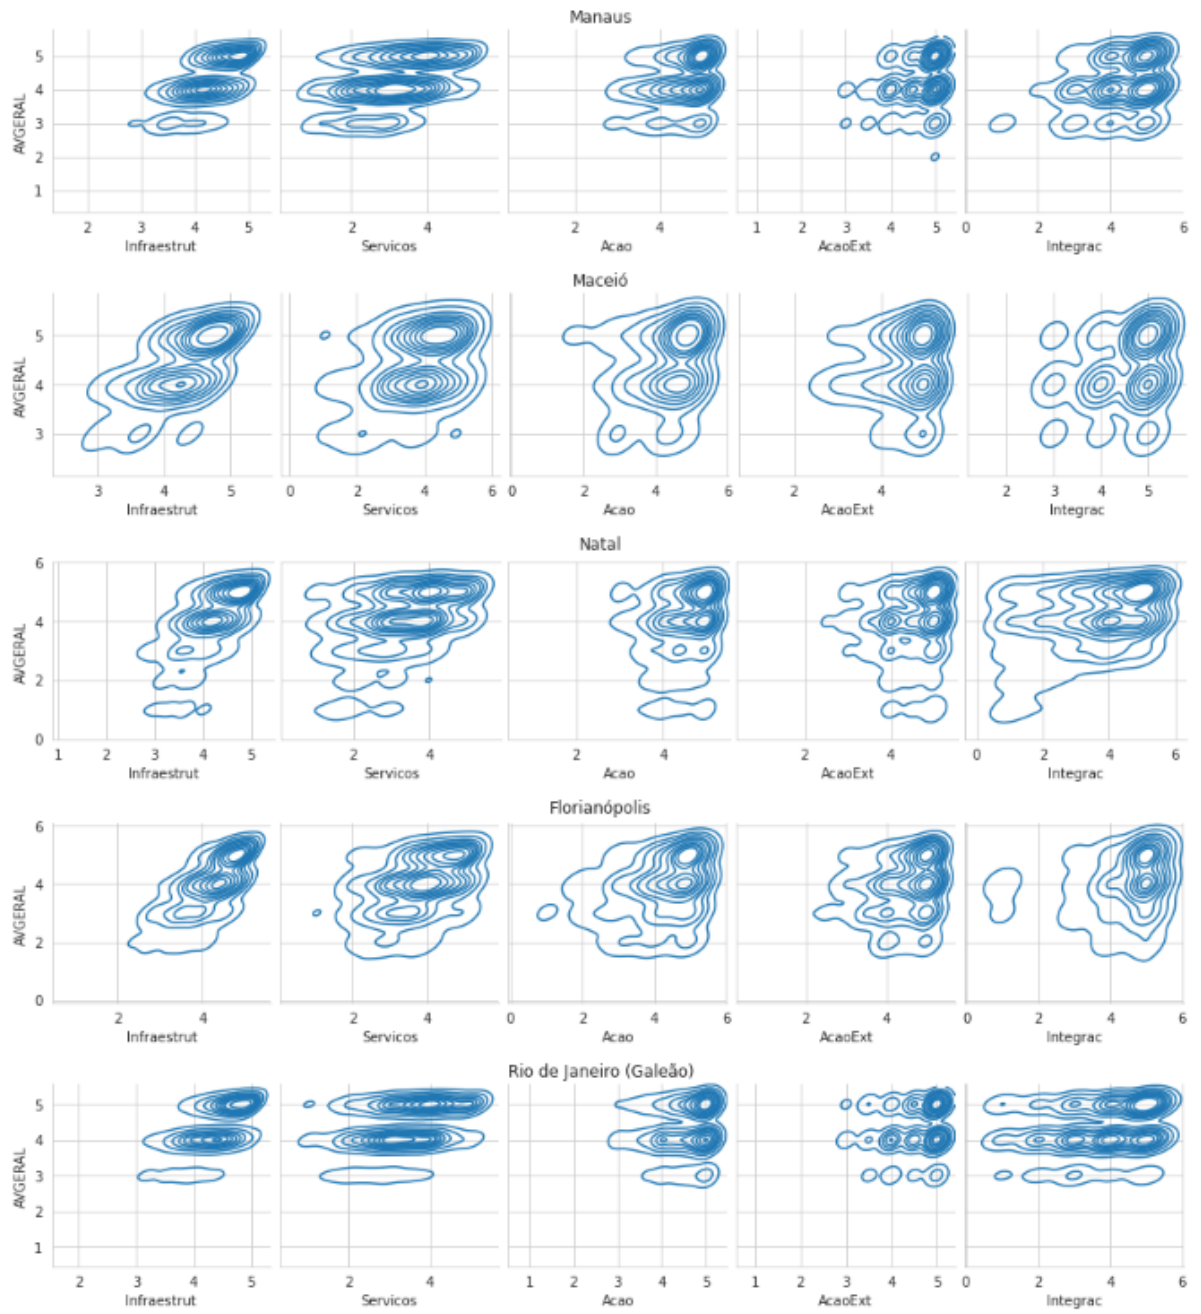 Manaus
AVGERAL
5
4
3
2
1
2 3 4 5
2 4
2 3 4 5
1 2 3 4 5
2 4 6
Infraestrut Servicos Acao AcaoExt Integrac
Maceió
AVGERAL
5
4
3
3 4 5
0 2 4 6
0 2 4 6
2 4
2 3 4 5
Infraestrut Servicos Acao AcaoExt Integrac
Natal
AVGERAL
6
4
2
0
1 2 3 4 5
2 4
2 4
2 4
0 2 4 6
Infraestrut Servicos Acao AcaoExt Integrac
Florianópolis
AVGERAL
6
4
2
0
2 4
2 4
0 2 4 6
2 4
0 2 4 6
Infraestrut Servicos Acao AcaoExt Integrac
Rio de Janeiro (Galeão)
AVGERAL
5
4
3
2
1
2 3 4 5
2 4
1 2 3 4 5
1 2 3 4 5
0 2 4 6
Infraestrut Servicos Acao AcaoExt Integrac